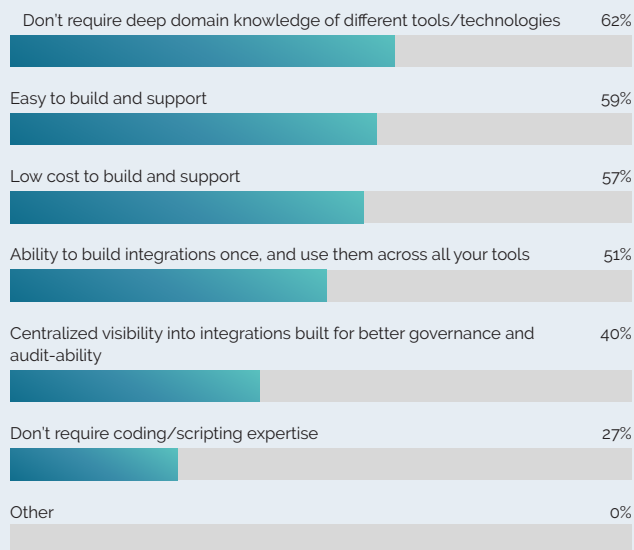 Don't require deep domain knowledge of different tools/technologies 62%
Easy to build and support 59%
Low cost to build and support 57%
Ability to build integrations once, and use them across all your tools 51%
Centralized visibility into integrations built for better governance and 40%
audit-ability
Don't require coding/scripting expertise 27%
Other 0%